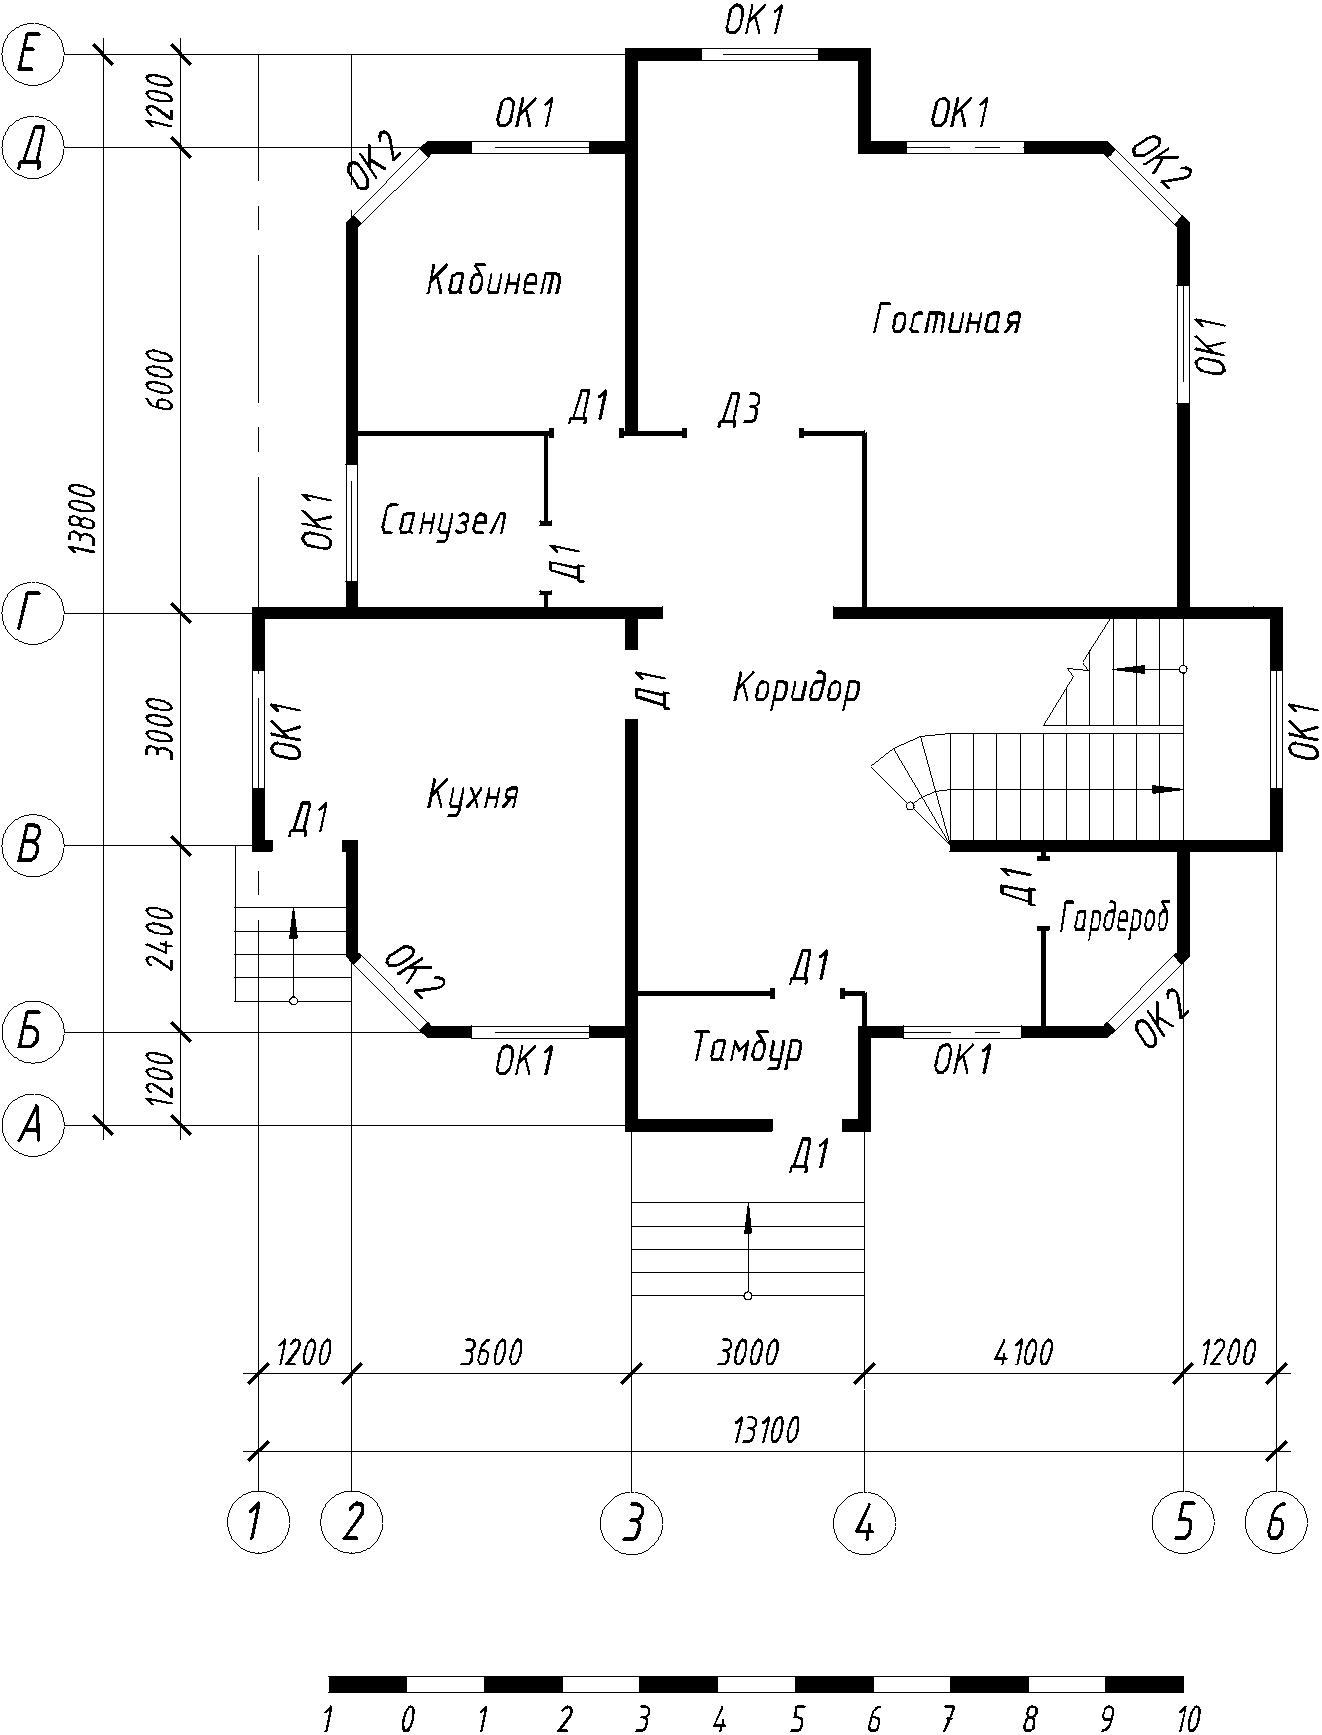 ОК1
Е
1200
Д
ОК1
ОК1
ОК2
ОК2
Кабинет
Гостиная
ОК1
6000
Д1
Д3
13800
ОК1
Санузел
Д1
Г
3000
ОК1
Д1
Коридор
ОК1
Кухня
Д1
В
2400
ОК2
Д1
Гардероб
Д1
ОК2
Б
ОК1
Тамбур
ОК1
1200
А
Д1
1200
3600
3000
4100
1200
13100
1
2
3
4
5
6
1 0 1 2 3 4 5 6 7 8 9 10